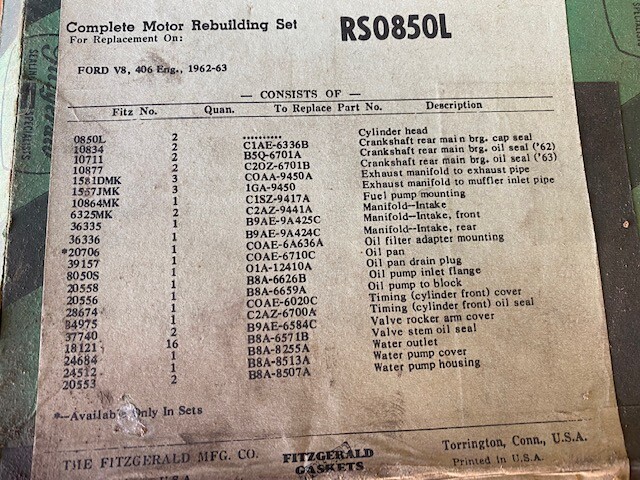 Complete Motor Rebuilding Set RS0850L
For Replacement On:
FORD V8, 406 Eng., 1962-63
— CONSISTS OF —
Fitz No. Quan. To Replace Part No. Description
0850L 2 .......... Cylinder head
10834 2 C1AE-6336B Crankshaft rear main brg. cap seal
10711 2 B5Q-6701A Crankshaft rear main brg. oil seal ('62)
10877 2 C2OZ-6701B Crankshaft rear main brg. oil seal ('63)
1581DMK 3 COAA-9450A Exhaust manifold to exhaust pipe
1557JMK 3 1GA-9450 Exhaust manifold to muffler inlet pipe
10864MK 1 C1SZ-9417A Fuel pump mounting
6325MK 2 C2AZ-9441A Manifold—Intake
36335 1 B9AE-9A425C Manifold—Intake, front
36336 1 B9AE-9A424C Manifold—Intake, rear
*20706 1 COAE-6A636A Oil filter adapter mounting
39157 1 COAE-6710C Oil pan
8050S 1 O1A-12410A Oil pan drain plug
20558 1 B8A-6626B Oil pump inlet flange
20556 1 B8A-6659A Oil pump to block
28674 1 COAE-6020C Timing (cylinder front) cover
34975 1 C2AZ-6700A Timing (cylinder front) oil seal
37740 2 B9AE-6584C Valve rocker arm cover
18121 16 B8A-6571B Valve stem oil seal
24684 1 B8A-8255A Water outlet
24512 1 B8A-8513A Water pump cover
20553 2 B8A-8507A Water pump housing
*—Available Only In Sets
THE FITZGERALD MFG. CO. FITZGERALD GASKETS Torrington, Conn., U.S.A.
Printed in U.S.A.
Fitzgerald
SEALING SPECIALISTS